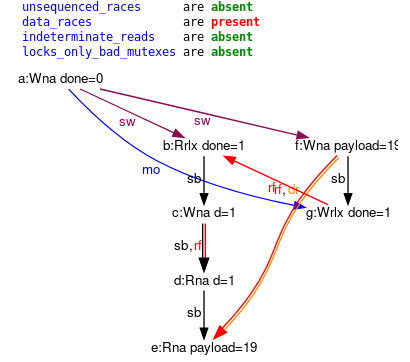 unsequenced_races are absent
data_races are present
indeterminate_reads are absent
locks_only_bad_mutexes are absent
a:Wna done=0
sw sw
b:Rrlx done=1 f:Wna payload=19
mo sb rf rf, dr sb
c:Wna d=1 g:Wrlx done=1
sb, rf
d:Rna d=1
sb
e:Rna payload=19